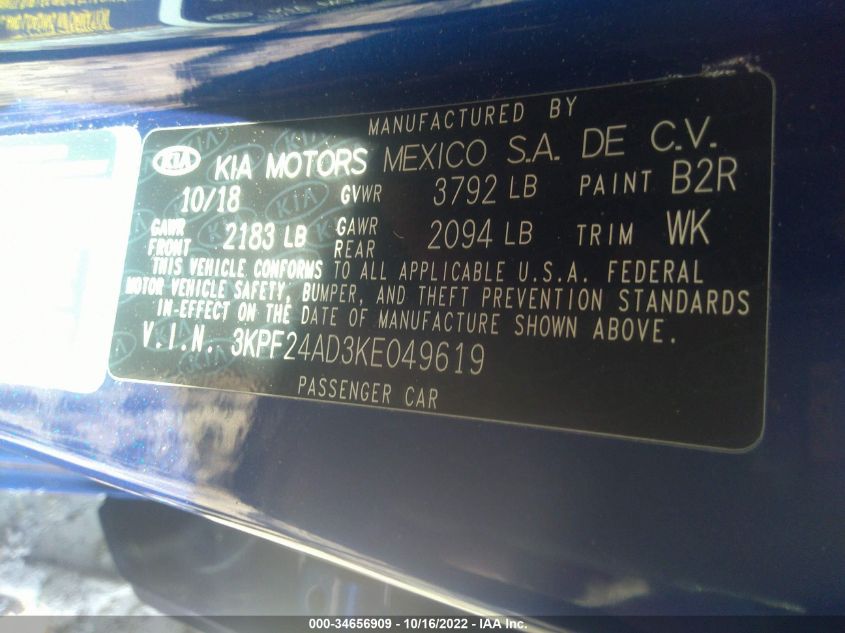 MANUFACTURED BY
KIA KIA MOTORS MEXICO S.A. DE C.V.
10/18 GVWR 3792 LB PAINT B2R
GAWR FRONT 2183 LB GAWR REAR 2094 LB TRIM WK
THIS VEHICLE CONFORMS TO ALL APPLICABLE U.S.A. FEDERAL
MOTOR VEHICLE SAFETY, BUMPER, AND THEFT PREVENTION STANDARDS
IN-EFFECT ON THE DATE OF MANUFACTURE SHOWN ABOVE.
V.I.N. 3KPF24AD3KE049619
PASSENGER CAR
000-34656909 - 10/16/2022 - IAA Inc.